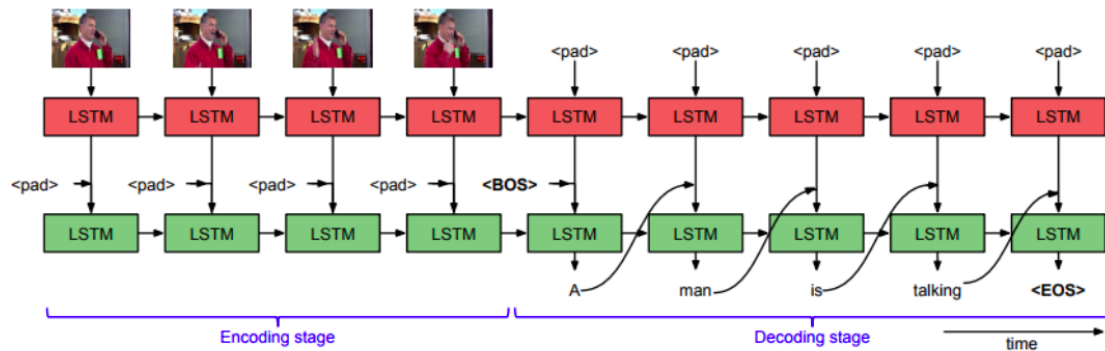 <pad> <pad> <pad> <pad> <pad>
LSTM LSTM LSTM LSTM LSTM LSTM LSTM LSTM LSTM
<pad> <pad> <pad> <pad> <BOS>
LSTM LSTM LSTM LSTM LSTM LSTM LSTM LSTM LSTM
A man is talking <EOS>
Encoding stage Decoding stage
time